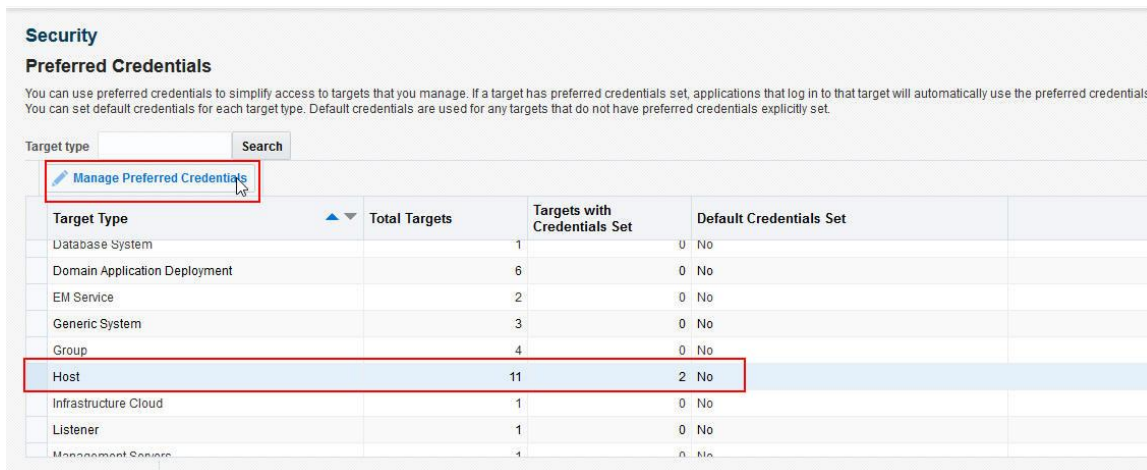 Security
Preferred Credentials
You can use preferred credentials to simplify access to targets that you manage. If a target has preferred credentials set, applications that log in to that target will automatically use the preferred credentials
You can set default credentials for each target type. Default credentials are used for any targets that do not have preferred credentials explicitly set.
Target type Search
Manage Preferred Credentials
Target Type Total Targets Targets with Credentials Set Default Credentials Set
Database System 1 0 No
Domain Application Deployment 6 0 No
EM Service 2 0 No
Generic System 3 0 No
Group 4 0 No
Host 11 2 No
Infrastructure Cloud 1 0 No
Listener 1 0 No
Management Servers 1 0 No